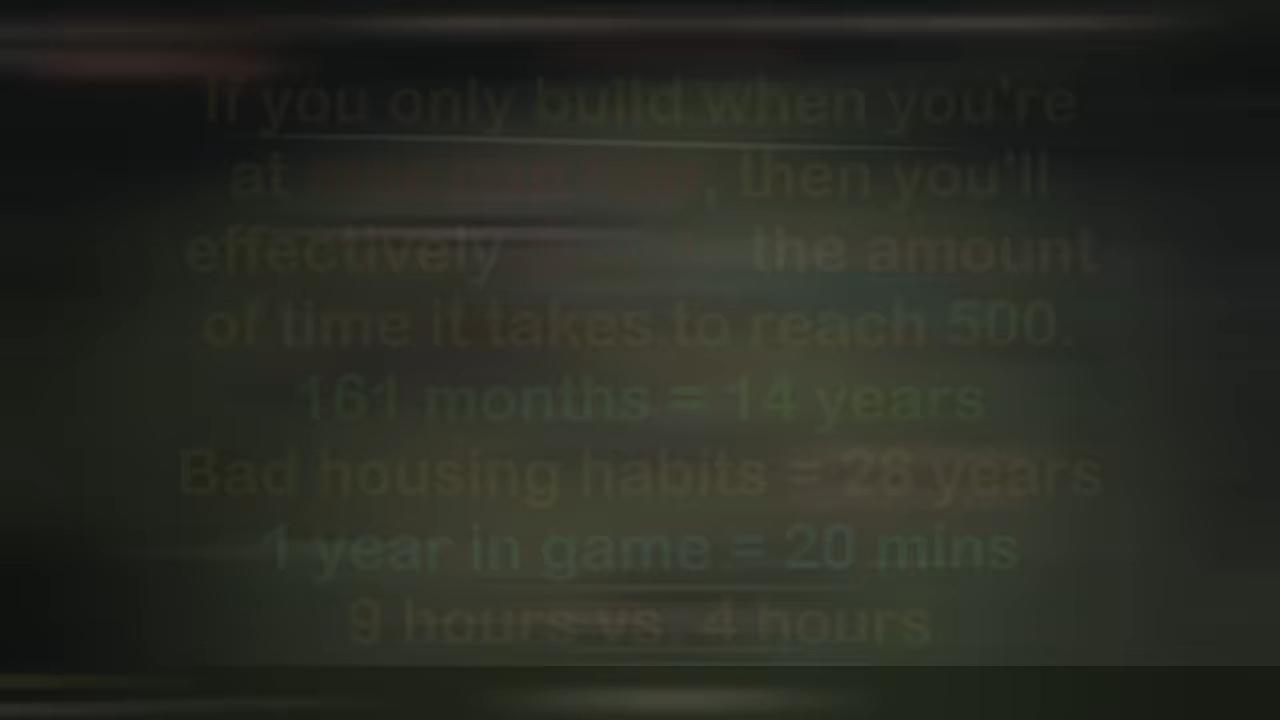 If you only build when you're
at , then you'll
effectively the amount
of time it takes to reach 500.
161 months = 14 years
Bad housing habits = 28 years
1 year in game = 20 mins
9 hours vs. 4 hours